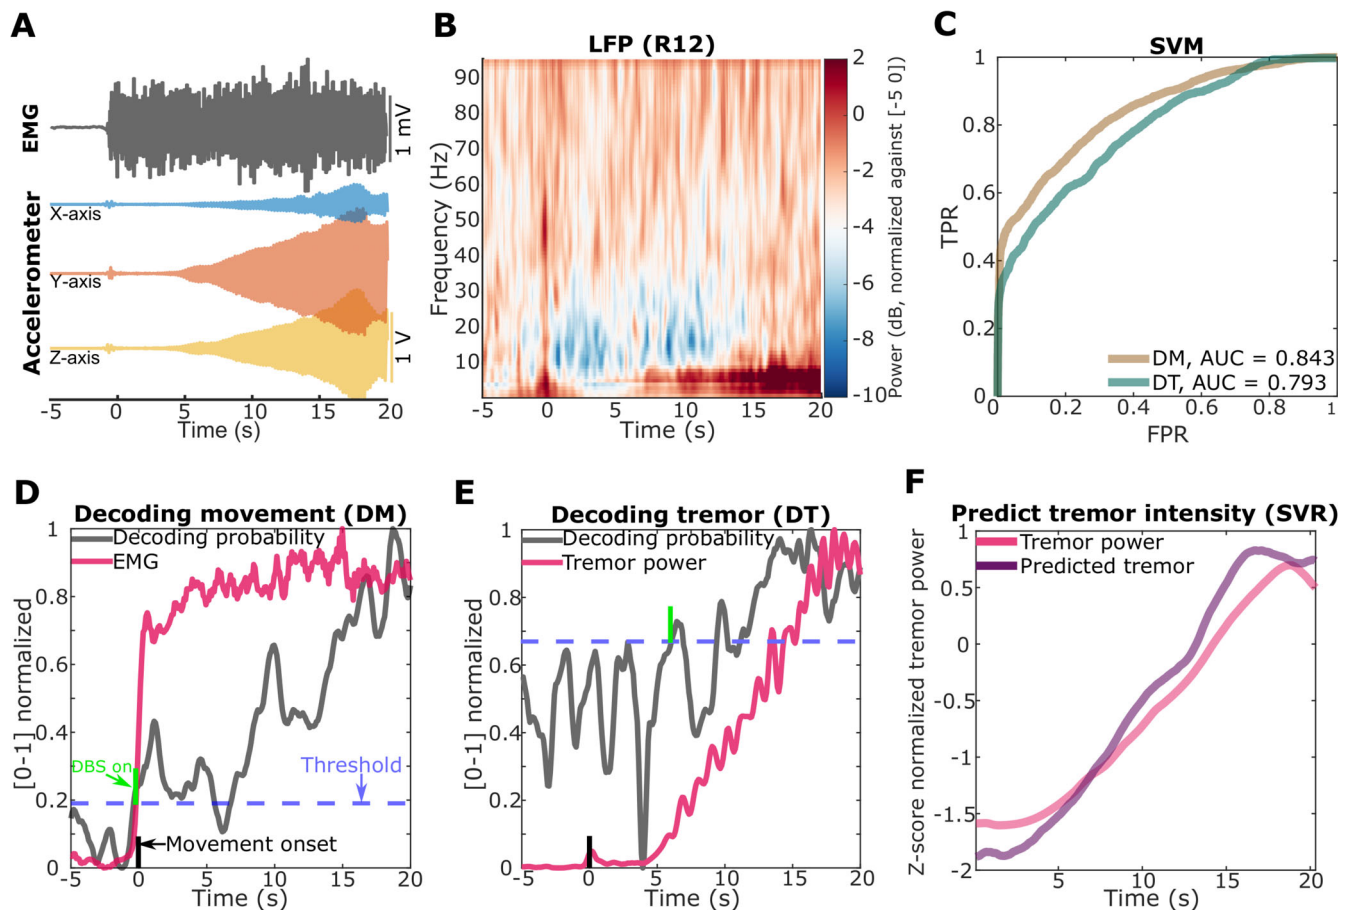 A
EMG
1 mV
Accelerometer
X-axis
Y-axis
Z-axis
1 V
-5 0 5 10 15 20
Time (s)
B
LFP (R12)
Frequency (Hz)
90
80
70
60
50
40
30
20
10
-5 0 5 10 15 20
Time (s)
2
0
-2
-4
-6
-8
-10
Power (dB, normalized against [-5 0])
C
SVM
TPR
1
0.8
0.6
0.4
0.2
0
DM, AUC = 0.843
DT, AUC = 0.793
0 0.2 0.4 0.6 0.8 1
FPR
D
Decoding movement (DM)
Decoding probability
EMG
[0-1] normalized
1
0.8
0.6
0.4
0.2
0
DBS on
Threshold
Movement onset
-5 0 5 10 15 20
Time (s)
E
Decoding tremor (DT)
Decoding probability
Tremor power
[0-1] normalized
1
0.8
0.6
0.4
0.2
0
-5 0 5 10 15 20
Time (s)
F
Predict tremor intensity (SVR)
Tremor power
Predicted tremor
Z-score normalized tremor power
1
0.5
0
-0.5
-1
-1.5
-2
5 10 15 20
Time (s)